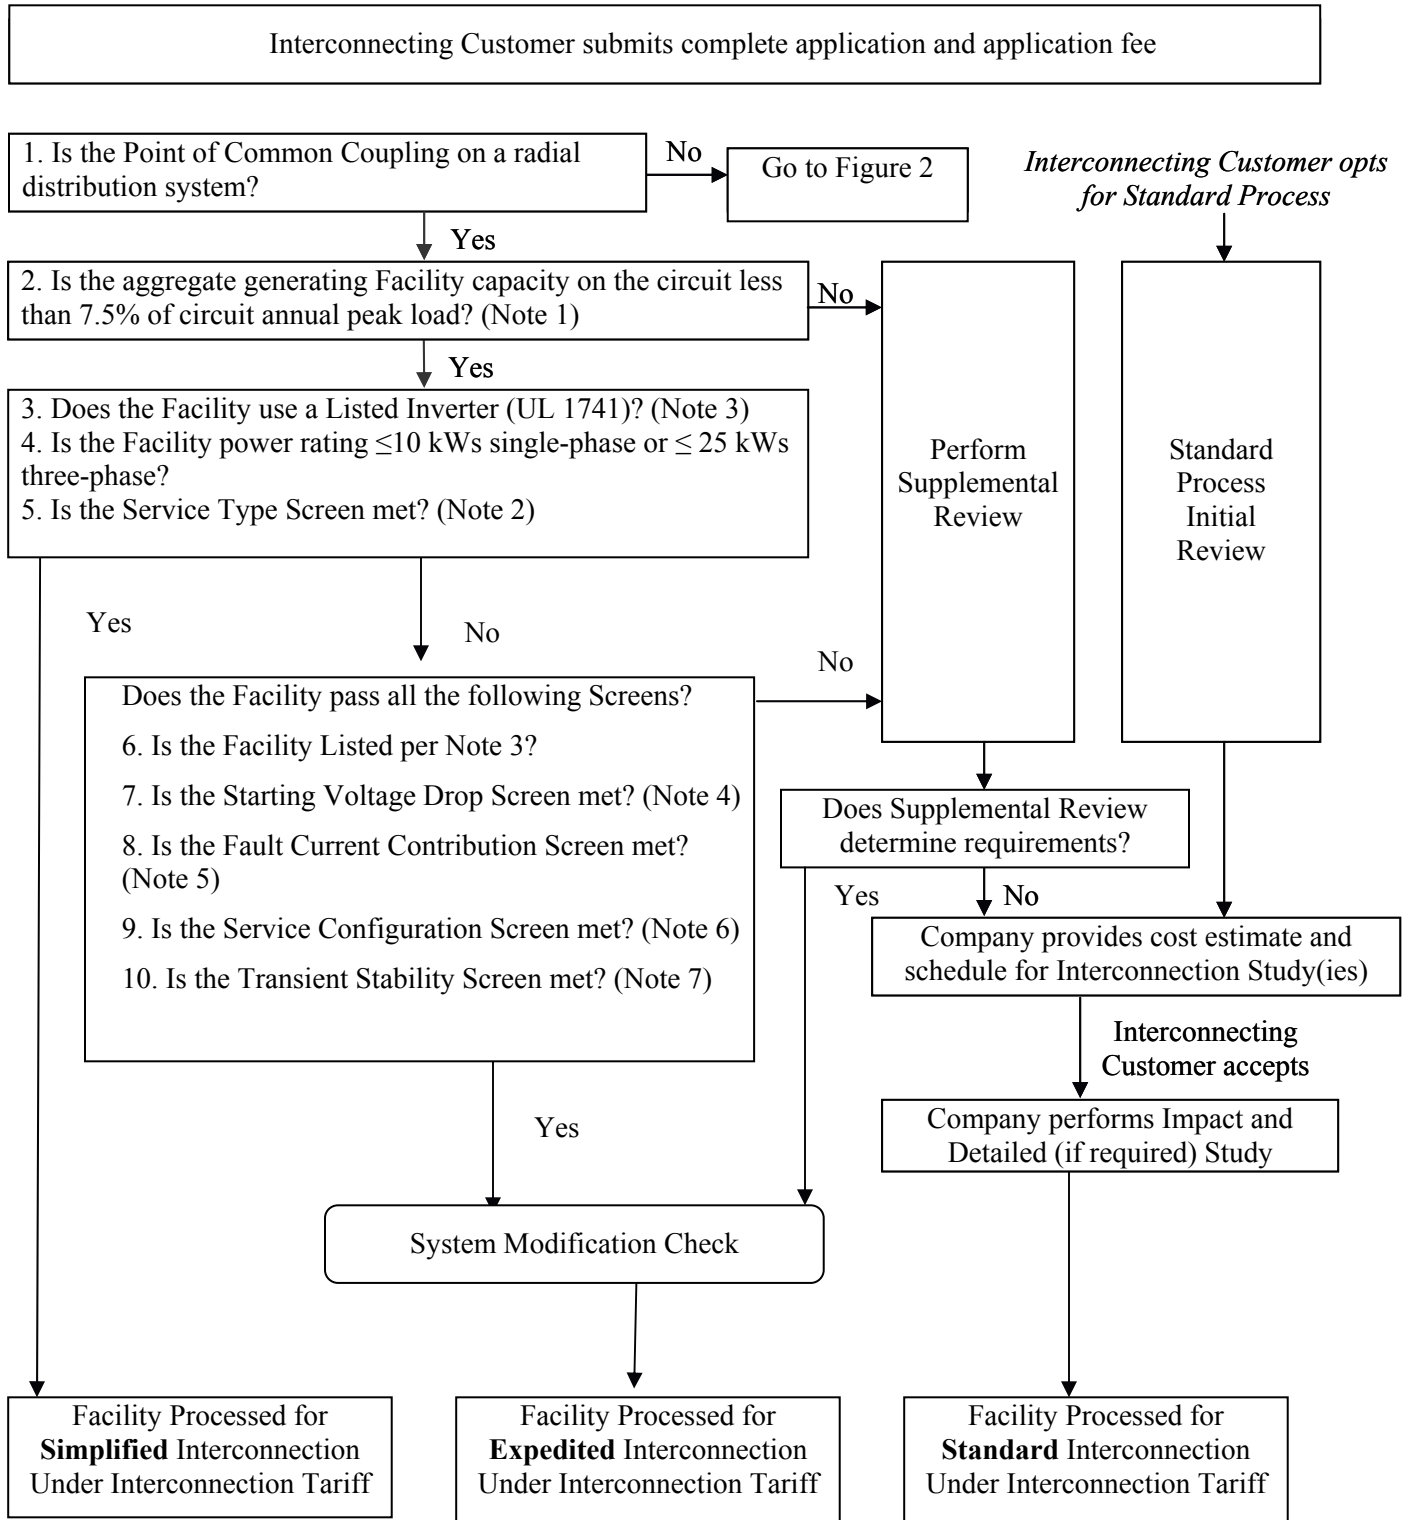 Interconnecting Customer submits complete application and application fee
1. Is the Point of Common Coupling on a radial
distribution system?
No
Go to Figure 2
Interconnecting Customer opts
for Standard Process
Yes
2. Is the aggregate generating Facility capacity on the circuit less
than 7.5% of circuit annual peak load? (Note 1)
No
Yes
3. Does the Facility use a Listed Inverter (UL 1741)? (Note 3)
4. Is the Facility power rating ≤10 kWs single-phase or ≤ 25 kWs
three-phase?
5. Is the Service Type Screen met? (Note 2)
Perform
Supplemental
Review
Standard
Process
Initial
Review
Yes
No
No
Does the Facility pass all the following Screens?
6. Is the Facility Listed per Note 3?
7. Is the Starting Voltage Drop Screen met? (Note 4)
8. Is the Fault Current Contribution Screen met?
(Note 5)
9. Is the Service Configuration Screen met? (Note 6)
10. Is the Transient Stability Screen met? (Note 7)
Does Supplemental Review
determine requirements?
Yes
No
Company provides cost estimate and
schedule for Interconnection Study(ies)
Interconnecting
Customer accepts
Company performs Impact and
Detailed (if required) Study
Yes
System Modification Check
Facility Processed for
Simplified Interconnection
Under Interconnection Tariff
Facility Processed for
Expedited Interconnection
Under Interconnection Tariff
Facility Processed for
Standard Interconnection
Under Interconnection Tariff